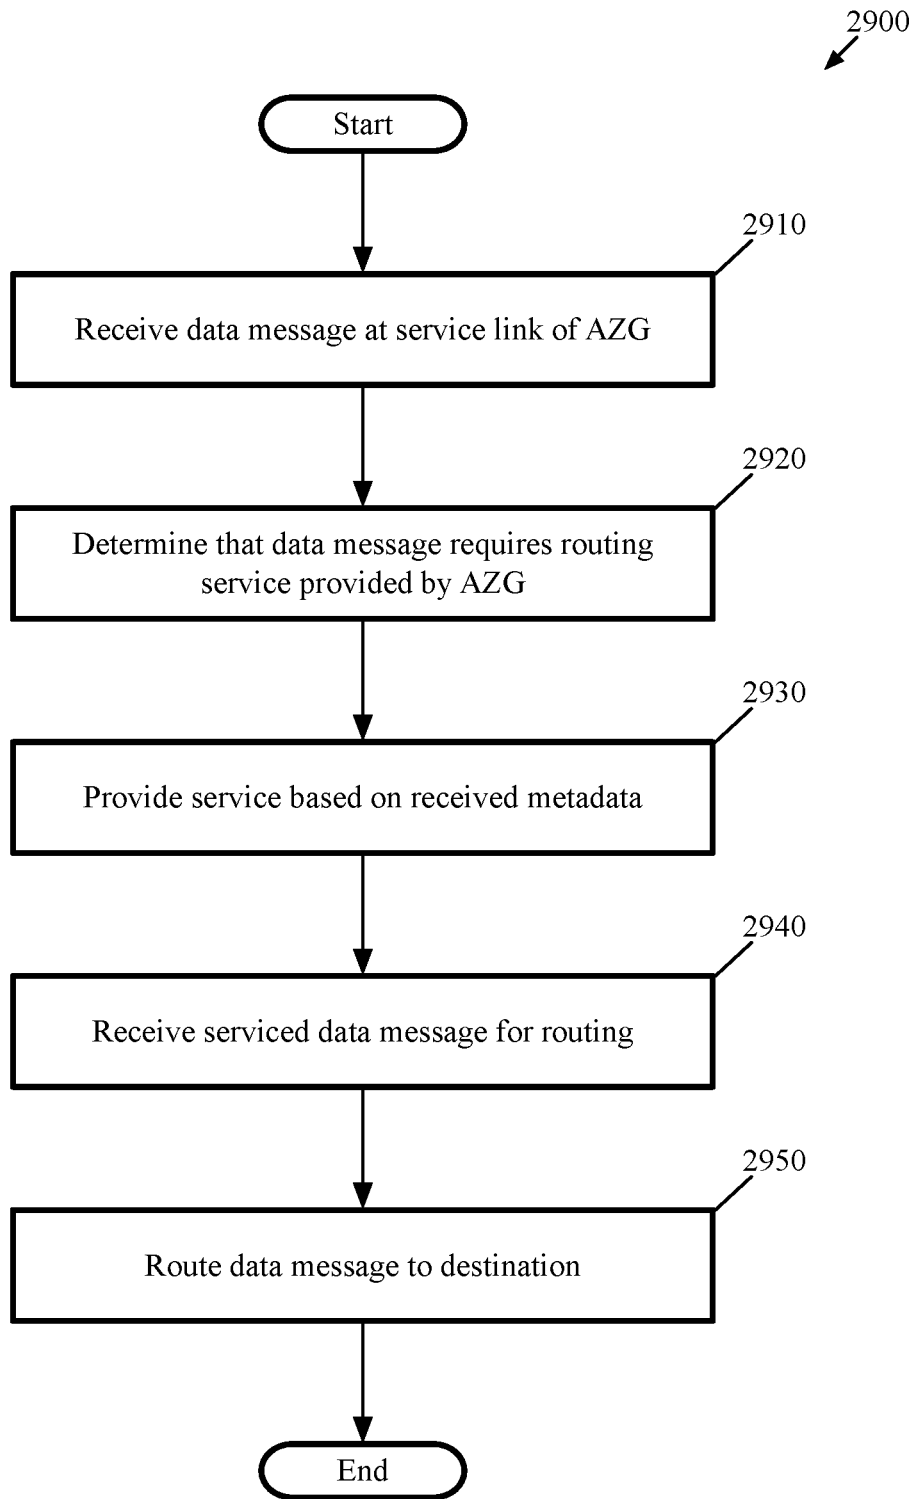 2900
Start
2910
Receive data message at service link of AZG
2920
Determine that data message requires routing
service provided by AZG
2930
Provide service based on received metadata
2940
Receive serviced data message for routing
2950
Route data message to destination
End